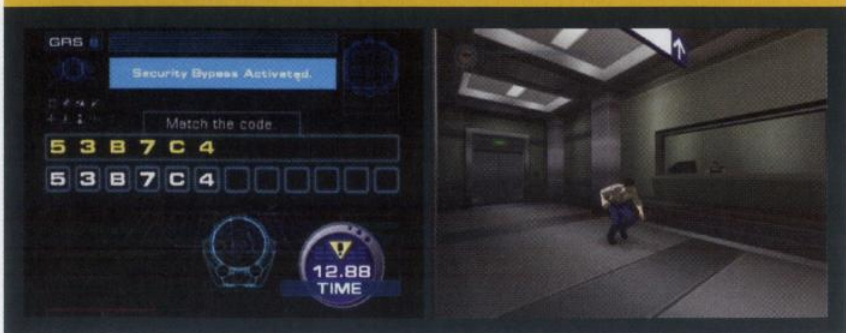 GAS
Security Bypass Activated.
Match the code.
5 3 B 7 C 4
5 3 B 7 C 4
12.88
TIME